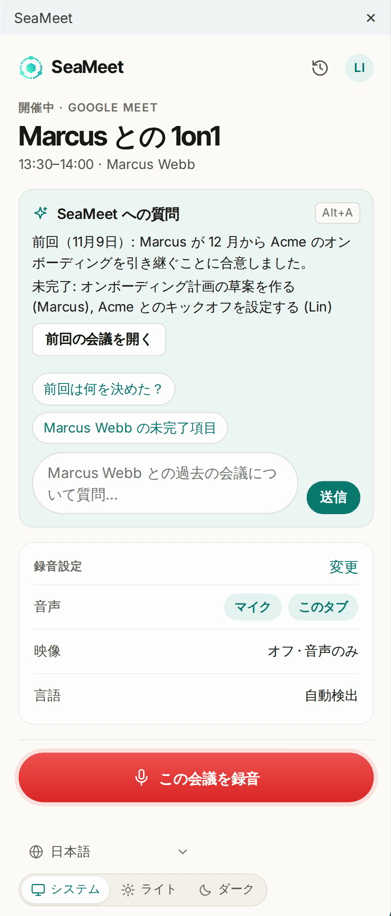 SeaMeet
SeaMeet
LI
開催中 · GOOGLE MEET
Marcus との 1on1
13:30–14:00 · Marcus Webb
SeaMeet への質問
Alt+A
前回（11月9日）: Marcus が 12 月から Acme のオン
ボーディングを引き継ぐことに合意しました。
未完了: オンボーディング計画の草案を作る
(Marcus), Acme とのキックオフを設定する (Lin)
前回の会議を開く
前回は何を決めた？
Marcus Webb の未完了項目
Marcus Webb との過去の会議につ
いて質問...
送信
録音設定
変更
音声
マイク
このタブ
映像
オフ · 音声のみ
言語
自動検出
この会議を録音
日本語
システム
ライト
ダーク